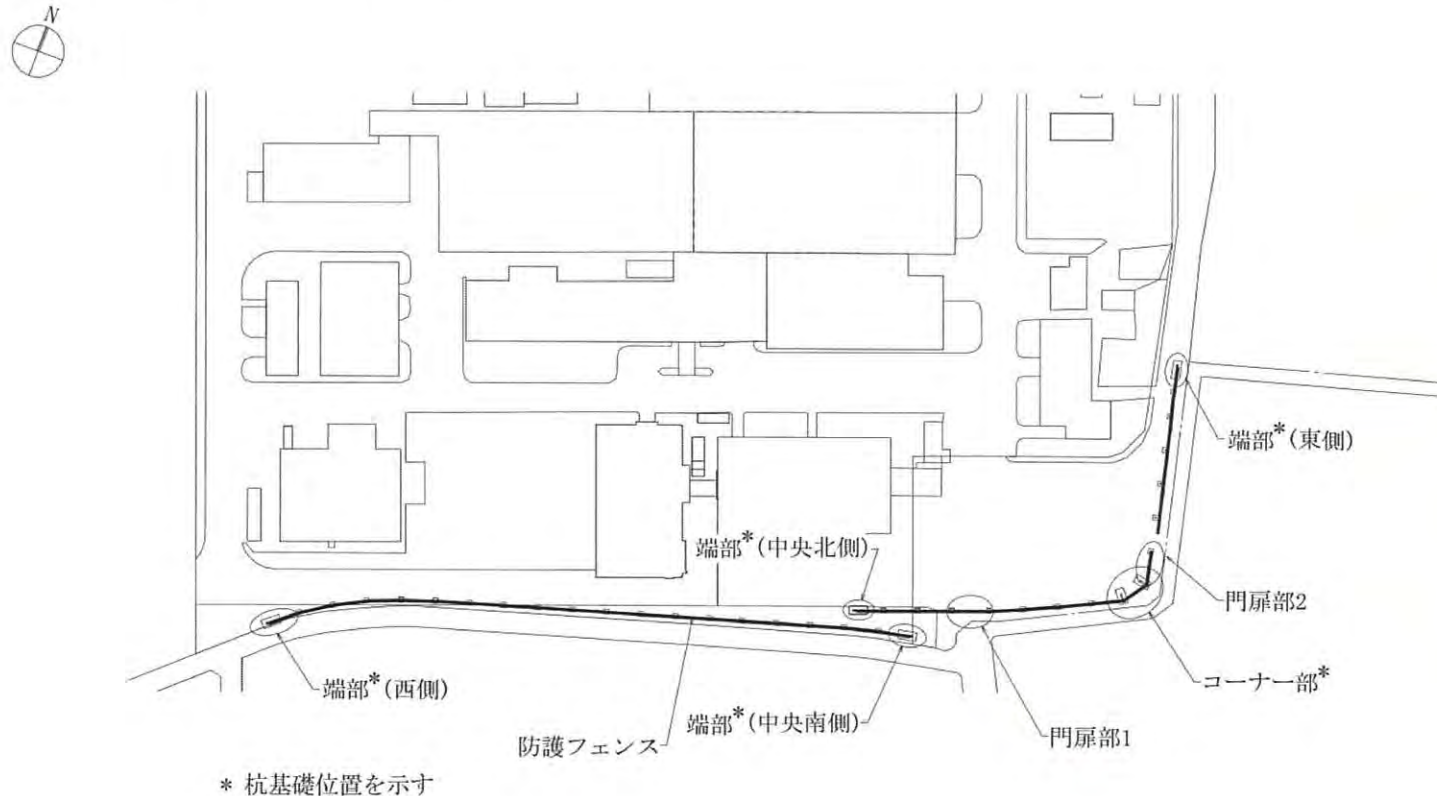 N
端部*(東側)
端部*(中央北側)
門扉部2
コーナー部*
端部*(西側)
端部*(中央南側)
門扉部1
防護フェンス
* 杭基礎位置を示す